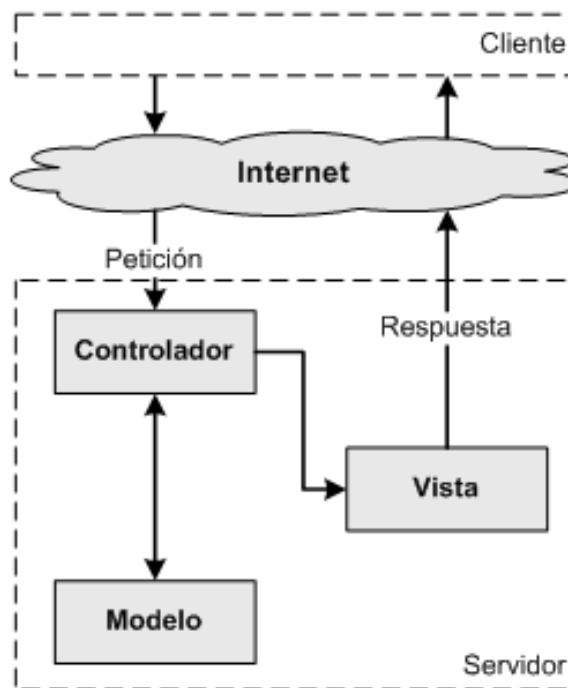 Cliente
Internet
Petición
Controlador
Respuesta
Vista
Modelo
Servidor